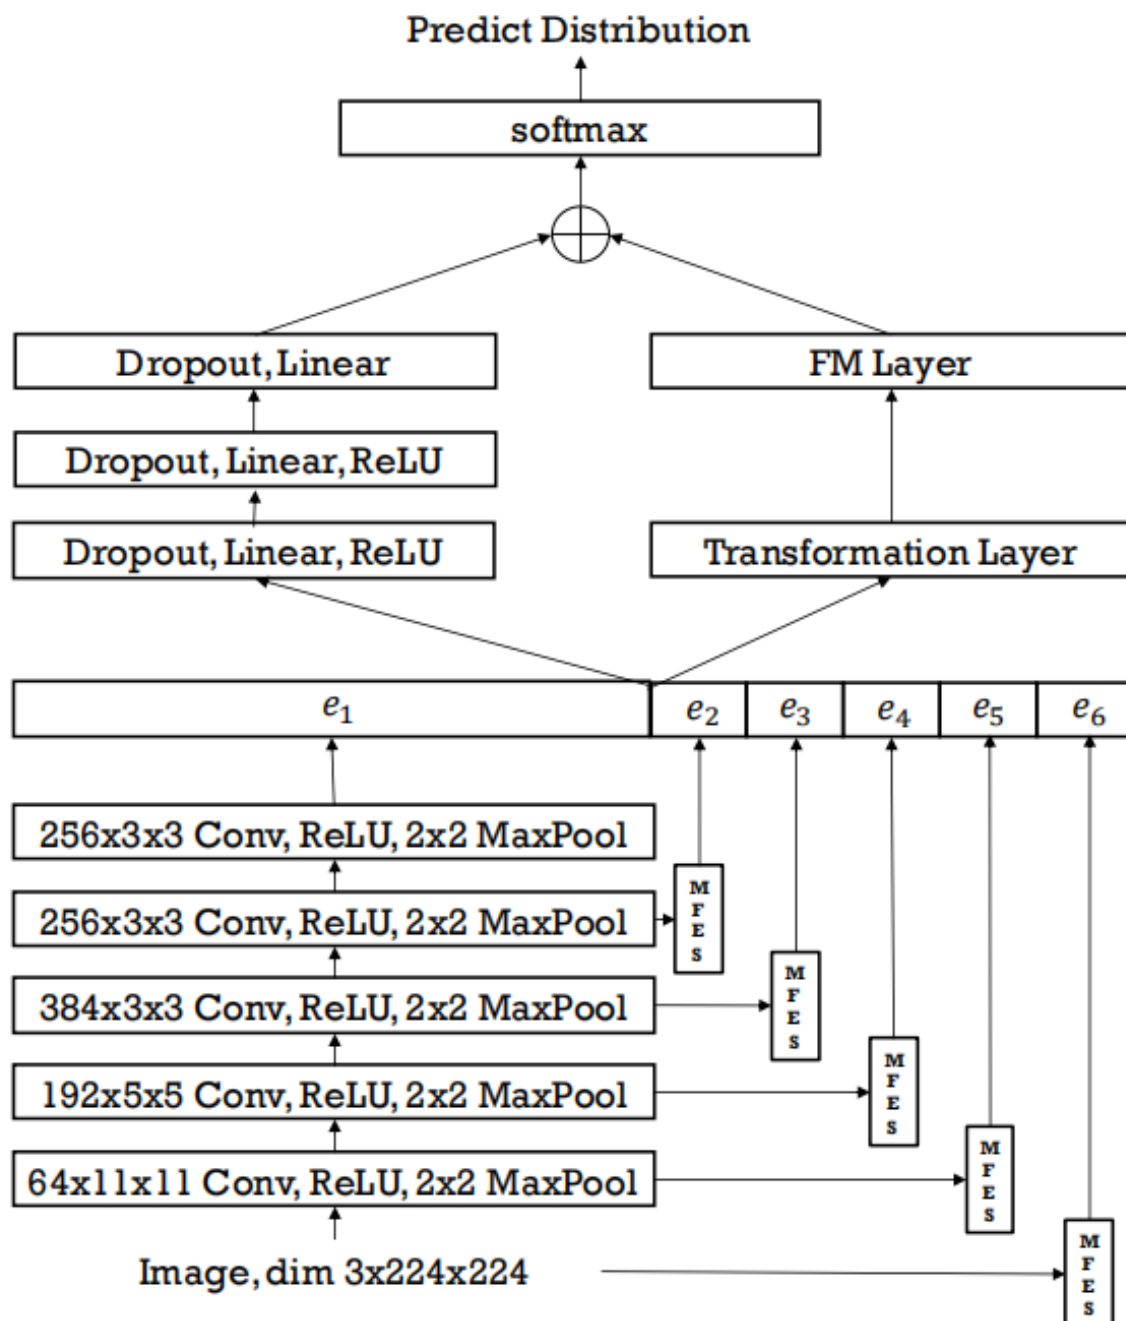 Predict Distribution
softmax
Dropout, Linear
FM Layer
Dropout, Linear, ReLU
Dropout, Linear, ReLU
Transformation Layer
e₁ e₂ e₃ e₄ e₅ e₆
256x3x3 Conv, ReLU, 2x2 MaxPool
256x3x3 Conv, ReLU, 2x2 MaxPool
MFES
384x3x3 Conv, ReLU, 2x2 MaxPool
MFES
192x5x5 Conv, ReLU, 2x2 MaxPool
MFES
64x11x11 Conv, ReLU, 2x2 MaxPool
MFES
Image, dim 3x224x224
MFES